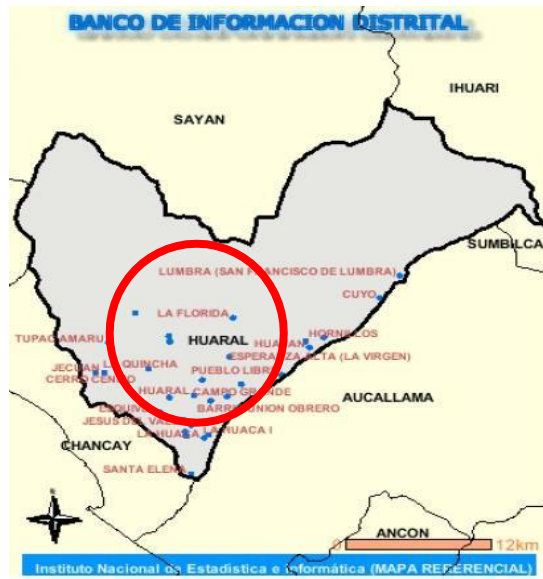 BANCO DE INFORMACION DISTRITAL
IHUARI
SAYAN
SUMBILCA
LUMBRA (SAN FRANCISCO DE LUMBRA)
CUYO
LA FLORIDA
TUPAC AMARU
HUARAL
HORNILLOS
ESPERANZA ALTA (LA VIRGEN)
JECUAN
LA QUINCHA
PUEBLO LIBRE
CERRO
HUARAL
CAMPO GRANDE
AUCALLAMA
BARRIO UNION OBRERO
JESUS DEL VALLE
LA HUACA I
CHANCAY
SANTA ELENA
ANCON
0 12km
Instituto Nacional de Estadistica e Informática (MAPA REFERENCIAL)